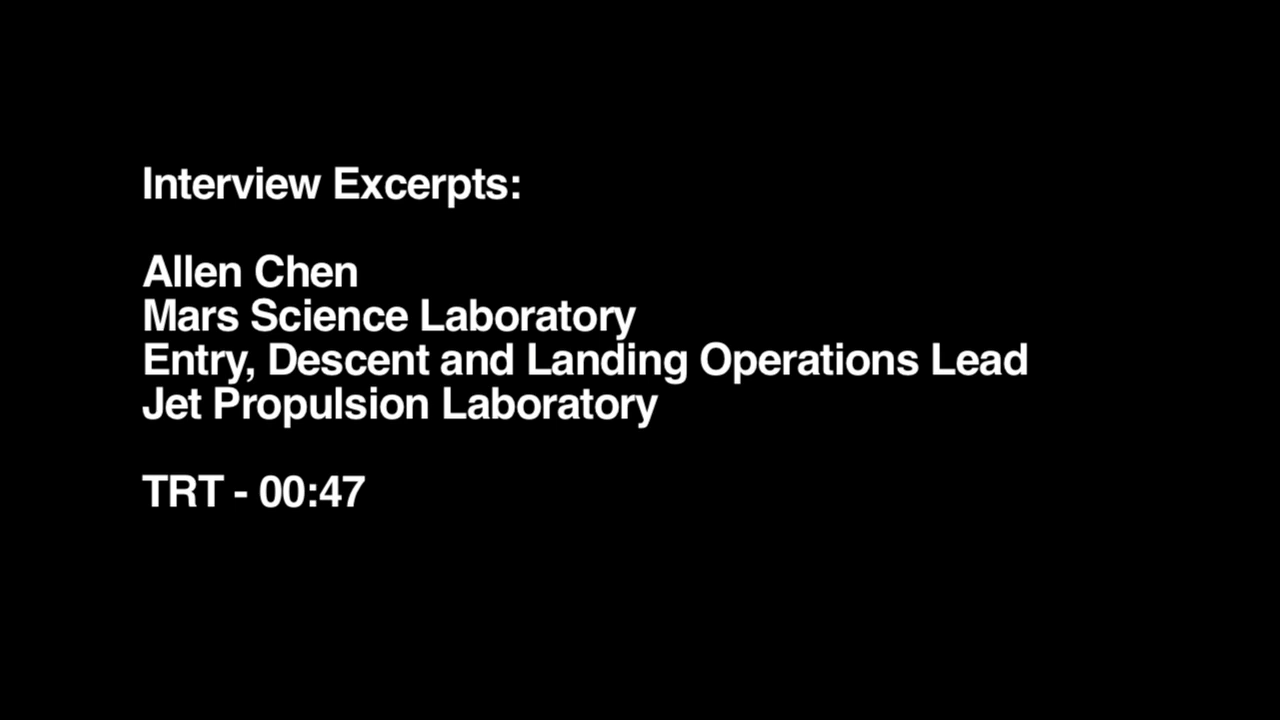 Interview Excerpts:
Allen Chen
Mars Science Laboratory
Entry, Descent and Landing Operations Lead
Jet Propulsion Laboratory
TRT - 00:47